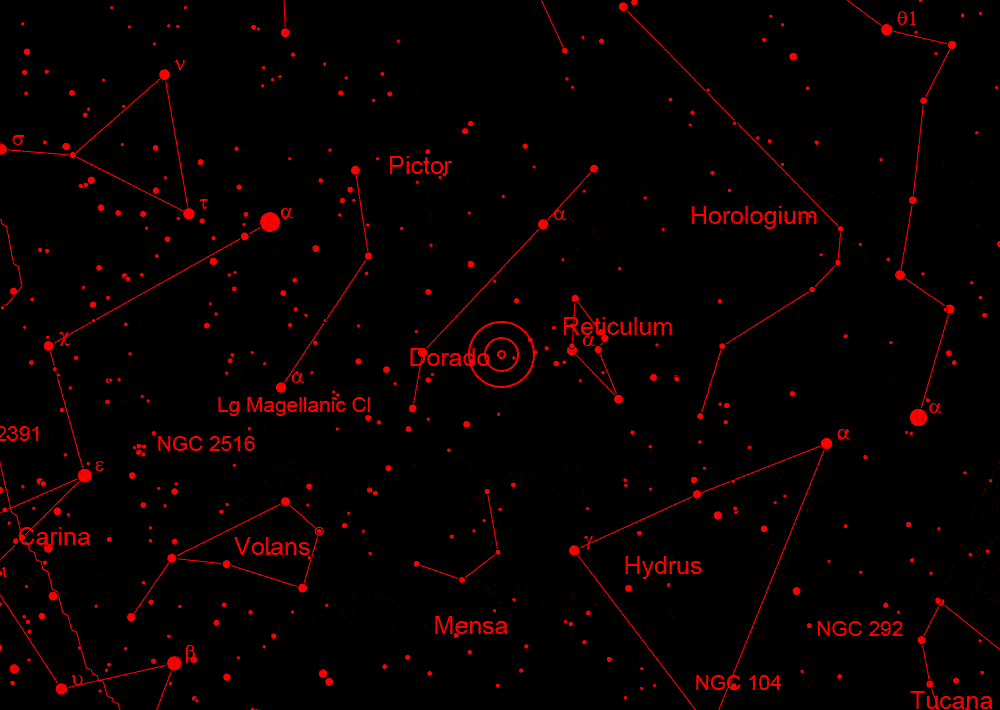 θ1
ν
σ
Pictor
τ
α
α
Horologium
χ
Reticulum
α
Dorado
α
Lg Magellanic Cl
α
2391
NGC 2516
α
ε
Carina
Volans
γ
Hydrus
ι
Mensa
NGC 292
β
υ
NGC 104
Tucana